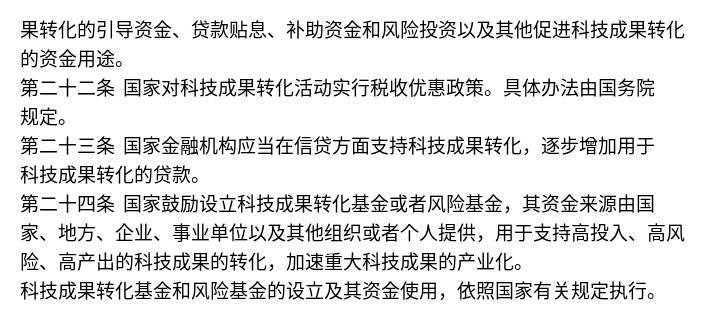 果转化的引导资金、贷款贴息、补助资金和风险投资以及其他促进科技成果转化
的资金用途。
第二十二条 国家对科技成果转化活动实行税收优惠政策。具体办法由国务院
规定。
第二十三条 国家金融机构应当在信贷方面支持科技成果转化，逐步增加用于
科技成果转化的贷款。
第二十四条 国家鼓励设立科技成果转化基金或者风险基金，其资金来源由国
家、地方、企业、事业单位以及其他组织或者个人提供，用于支持高投入、高风
险、高产出的科技成果的转化，加速重大科技成果的产业化。
科技成果转化基金和风险基金的设立及其资金使用，依照国家有关规定执行。